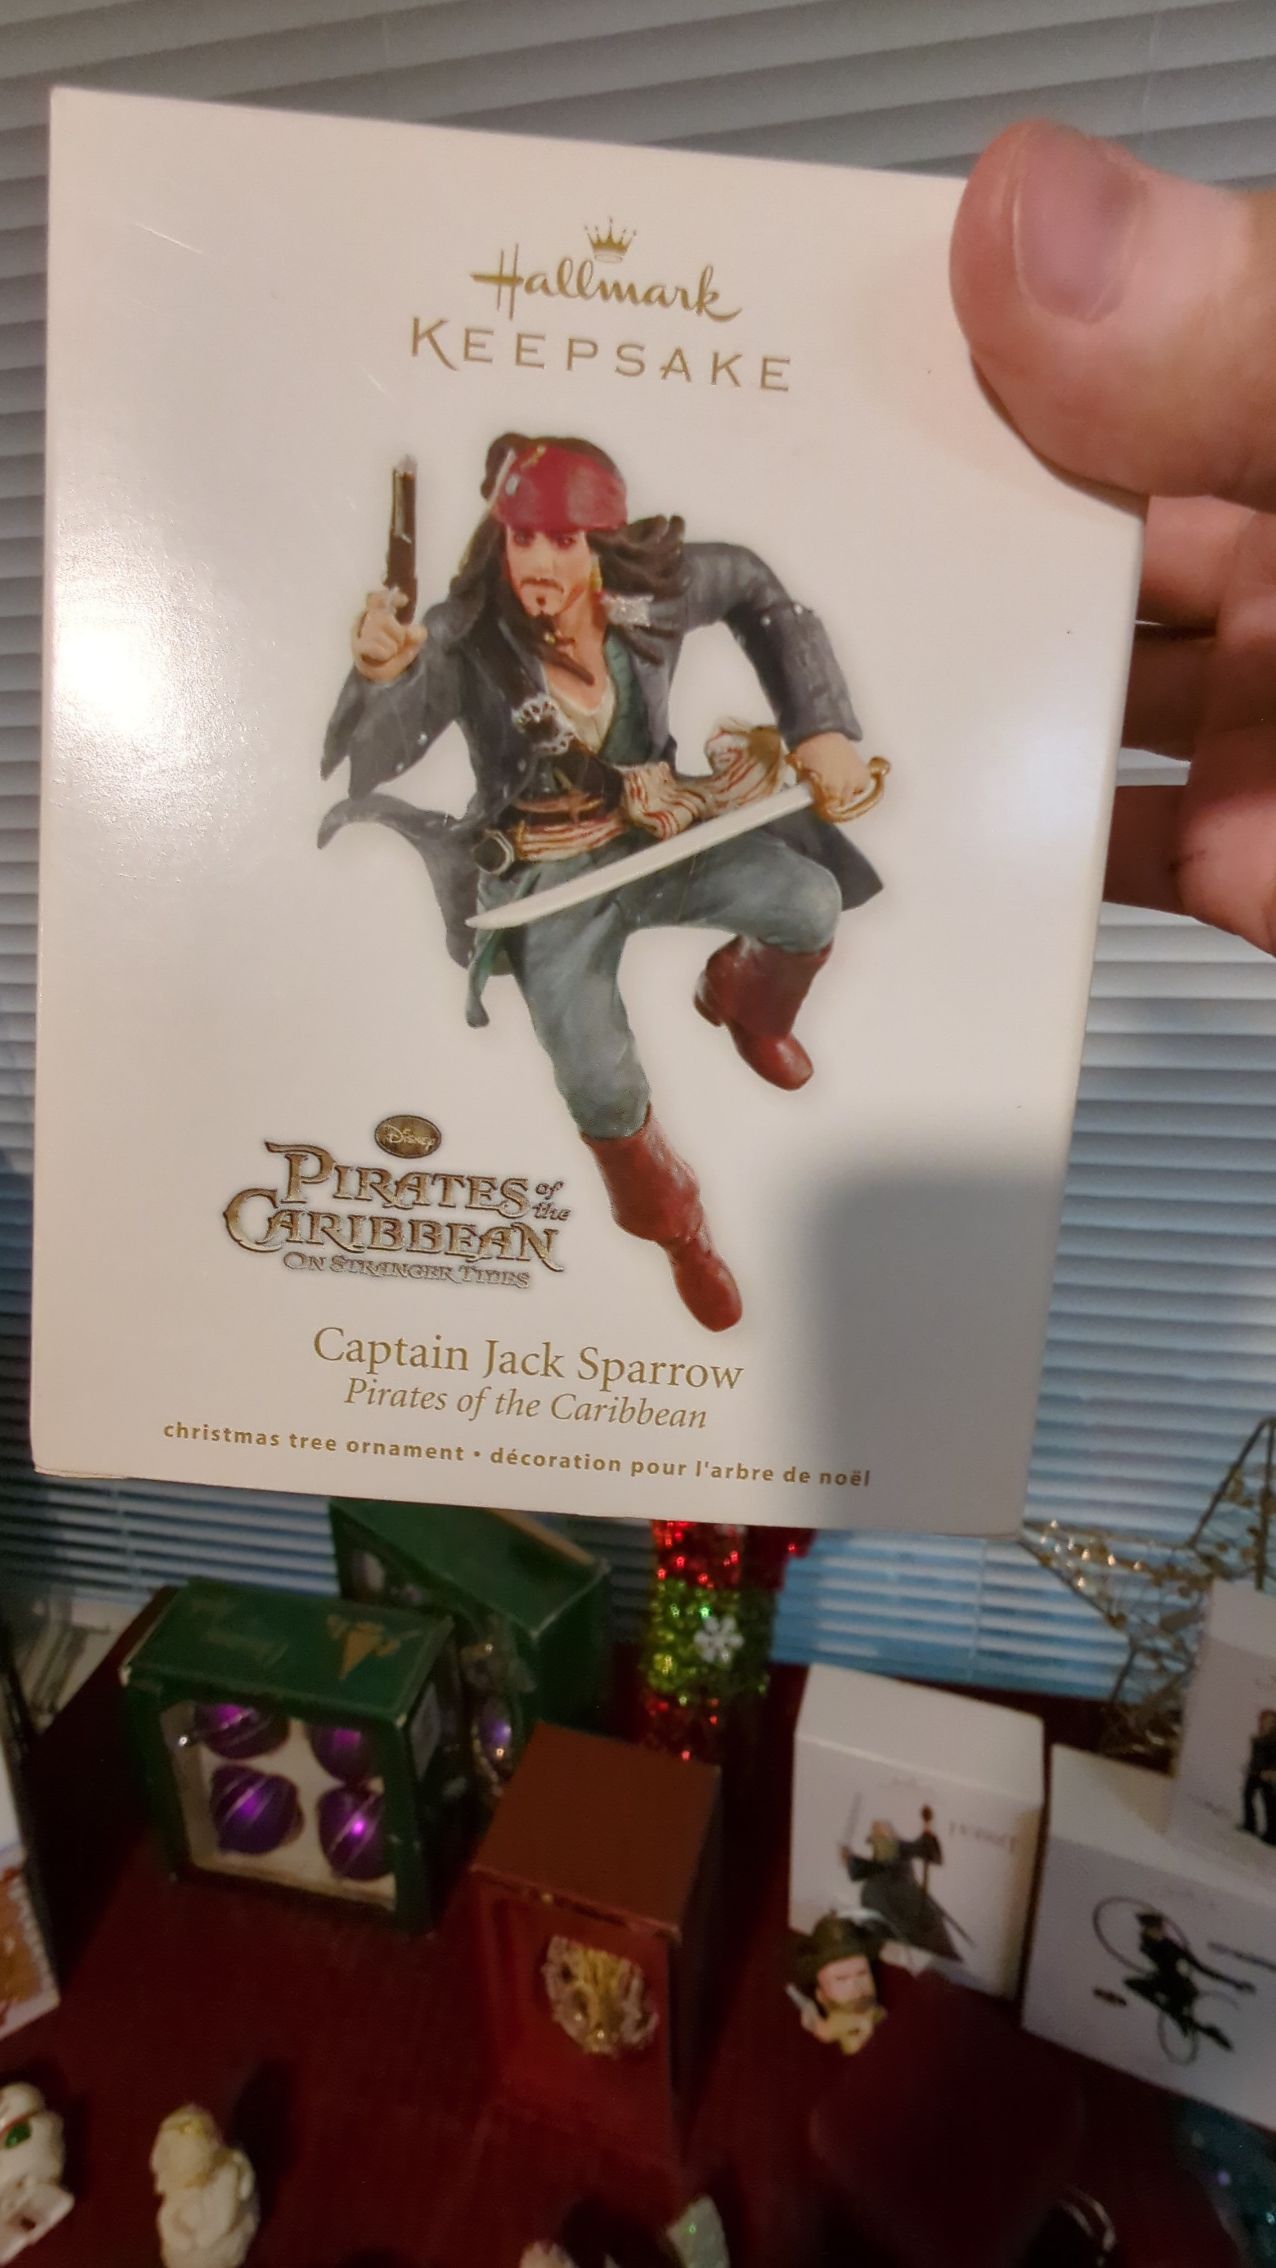 Hallmark
KEEPSAKE
Disney
PIRATES of the
CARIBBEAN
ON STRANGER TIDES
Captain Jack Sparrow
Pirates of the Caribbean
christmas tree ornament • décoration pour l'arbre de noël